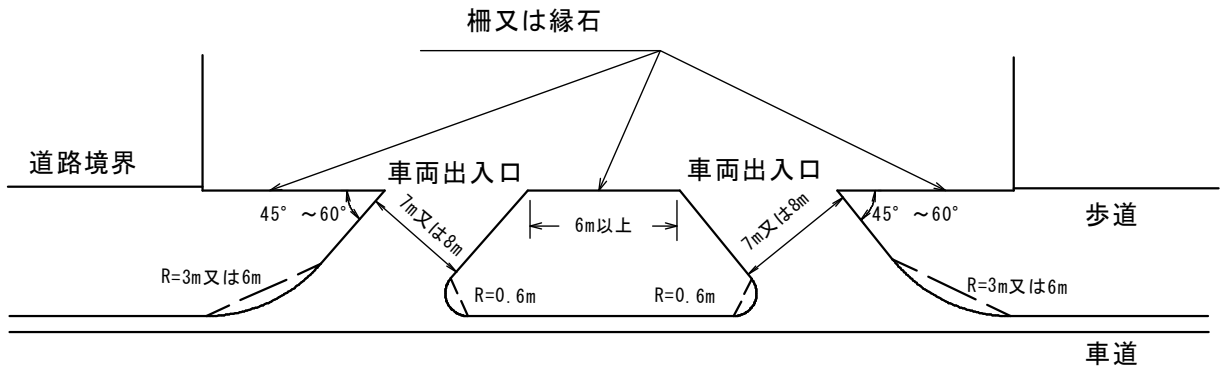 柵又は縁石
道路境界
車両出入口
車両出入口
45° ～60°
7m又は8m
6m以上
7m又は8m
45° ～60°
歩道
R=3m又は6m
R=0.6m
R=0.6m
R=3m又は6m
車道